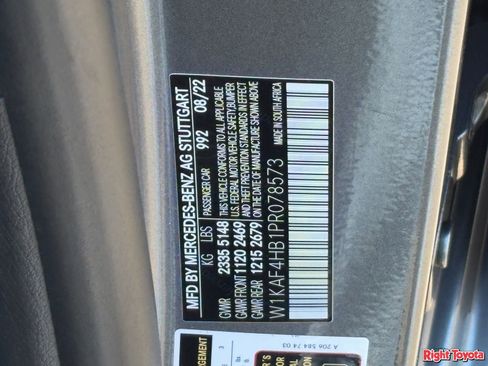 MFD BY MERCEDES-BENZ AG STUTTGART
PASSENGER CAR 992 08/22
KG LBS
GVWR 2335 5148
GAWR FRONT 1120 2469
GAWR 1215 2679
THIS VEHICLE CONFORMS TO ALL APPLICABLE
U.S. FEDERAL MOTOR VEHICLE SAFETY, BUMPER
AND THEFT PREVENTION STANDARDS IN EFFECT
ON THE DATE OF MANUFACTURE SHOWN ABOVE
W1KAF4HB1PR078573
MADE IN SOUTH AFRICA
A 206 584 74 03
Right Toyota